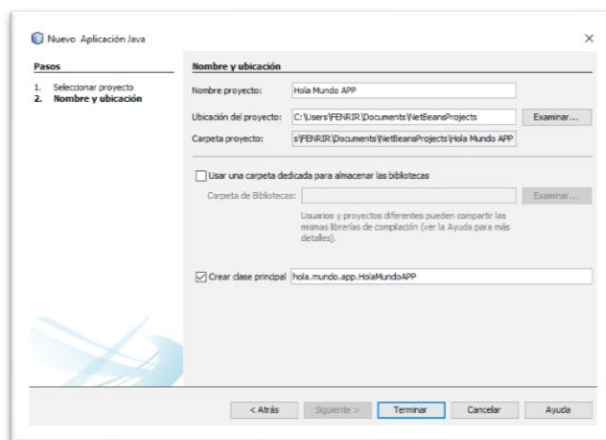 Nuevo Aplicación Java
Pasos
1. Seleccionar proyecto
2. Nombre y ubicación
Nombre y ubicación
Nombre proyecto: Hola Mundo APP
Ubicación del proyecto: C:\Users\FENRIR\Documents\NetBeansProjects Examinar...
Carpeta proyecto: s\FENRIR\Documents\NetBeansProjects\Hola Mundo APP
Usar una carpeta dedicada para almacenar las bibliotecas
Carpeta de Bibliotecas: Examinar...
Usuarios y proyectos diferentes pueden compartir las
mismas librerías de compilación (ver la Ayuda para más
detalles).
Crear clase principal hola.mundo.app.HolaMundoAPP
< Atrás Siguiente > Terminar Cancelar Ayuda